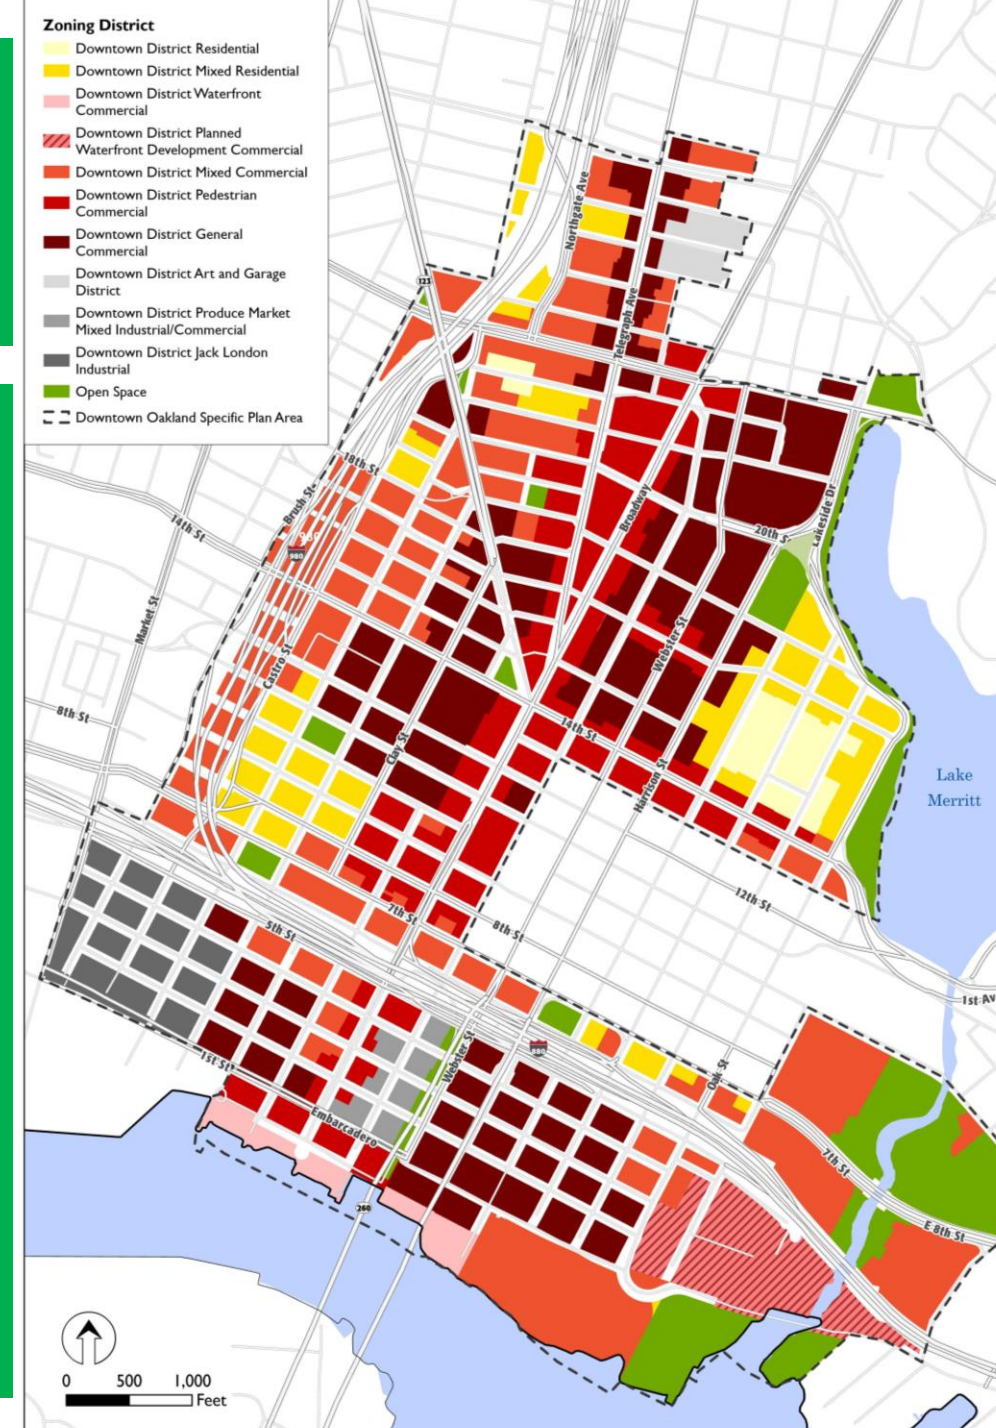 Zoning District
Downtown District Residential
Downtown District Mixed Residential
Downtown District Waterfront
Commercial
Downtown District Planned
Waterfront Development Commercial
Downtown District Mixed Commercial
Downtown District Pedestrian
Commercial
Downtown District General
Commercial
Downtown District Art and Garage
District
Downtown District Produce Market
Mixed Industrial/Commercial
Downtown District Jack London
Industrial
Open Space
Downtown Oakland Specific Plan Area
Northgate Ave
123
Telegraph Ave
18th St
Brush St
Broadway
Lakeside Dr
14th St
20th S
980
980
Market St
Webster St
Castro St
8th St
14th St
Clay St
Harrison St
Lake
Merritt
12th St
7th St
8th St
5th St
1st Av
Webster St
880
1st St
Oak St
Embarcadero
7th St
260
E 8th St
0 500 1,000
Feet